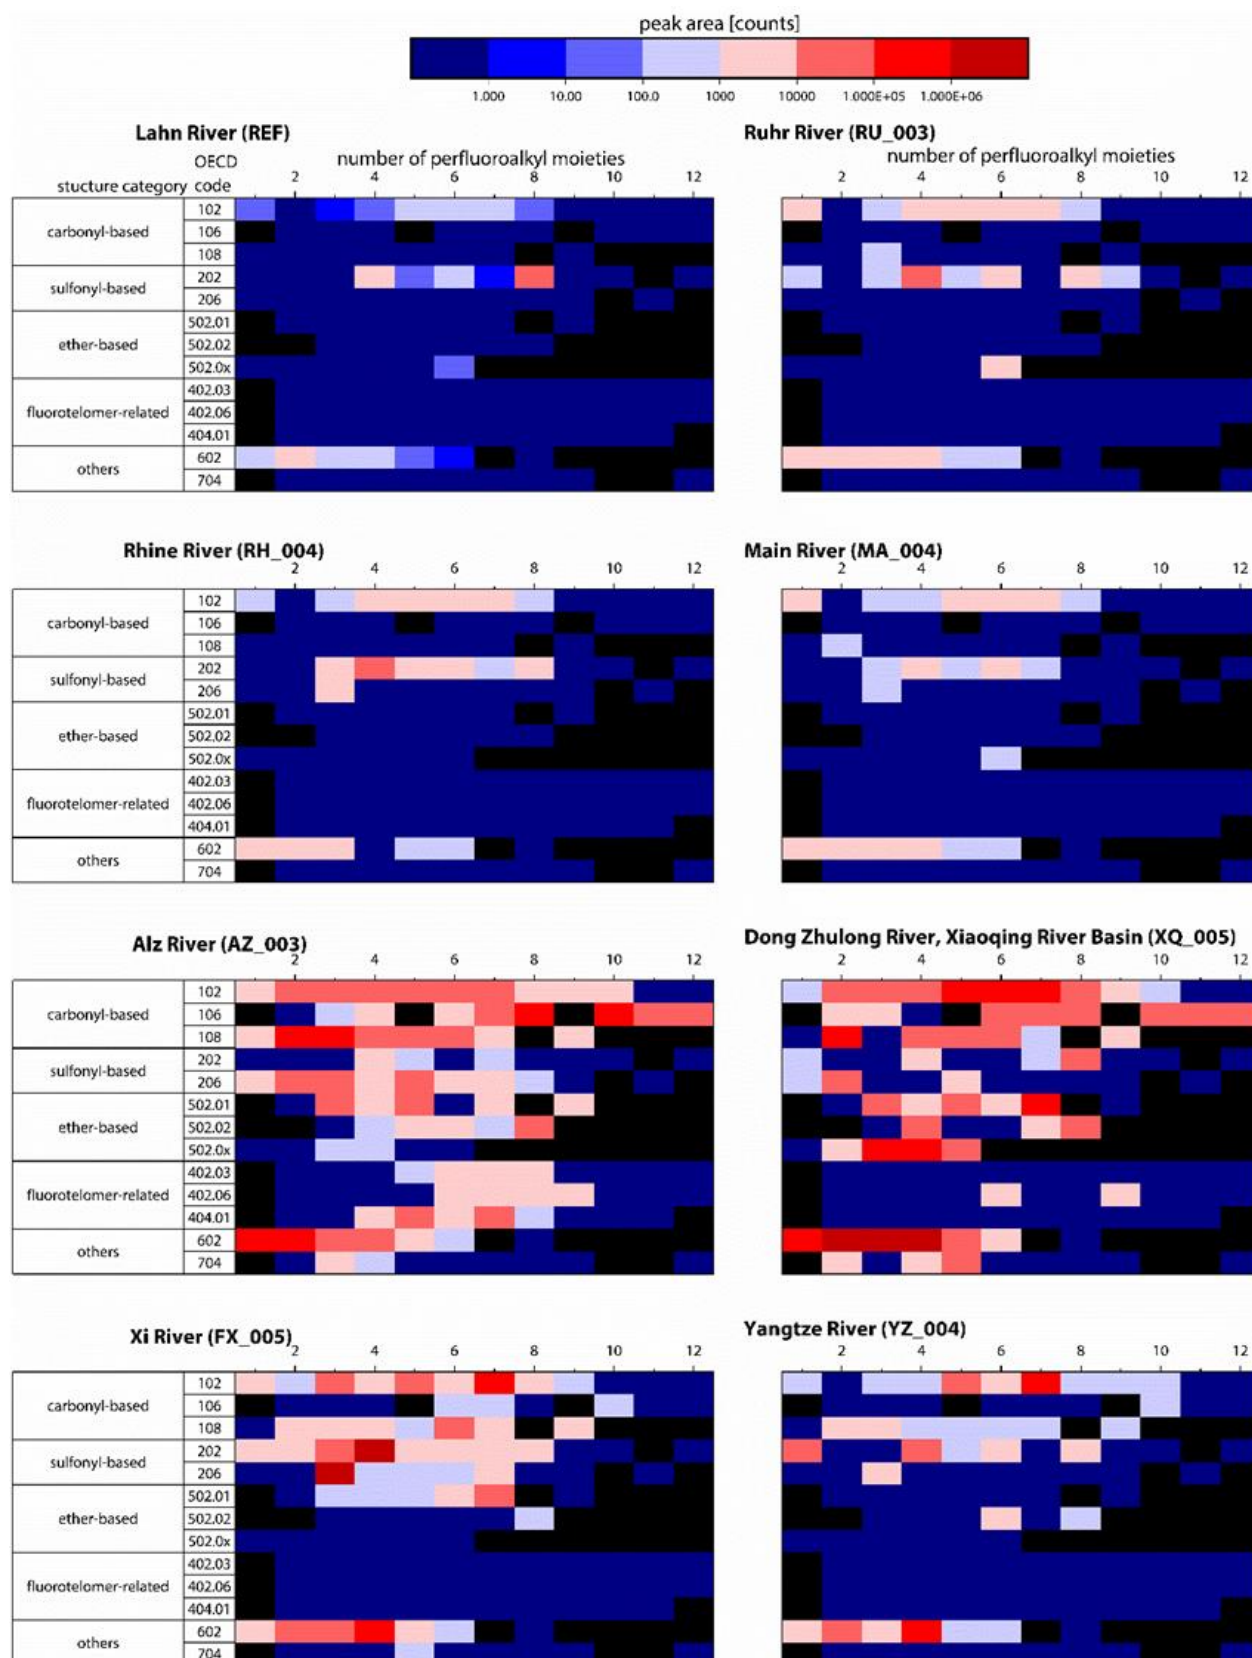 peak area [counts]
1.000 10.00 100.0 1000 10000 1.000E+05 1.000E+06
Lahn River (REF)
OECD number of perfluoroalkyl moieties
stucture category code 2 4 6 8 10 12
carbonyl-based
102
106
108
sulfonyl-based
202
206
ether-based
502.01
502.02
502.0x
fluorotelomer-related
402.03
402.06
404.01
others
602
704
Ruhr River (RU_003)
number of perfluoroalkyl moieties
2 4 6 8 10 12
Rhine River (RH_004)
2 4 6 8 10 12
carbonyl-based
102
106
108
sulfonyl-based
202
206
ether-based
502.01
502.02
502.0x
fluorotelomer-related
402.03
402.06
404.01
others
602
704
Main River (MA_004)
2 4 6 8 10 12
Alz River (AZ_003)
2 4 6 8 10 12
carbonyl-based
102
106
108
sulfonyl-based
202
206
ether-based
502.01
502.02
502.0x
fluorotelomer-related
402.03
402.06
404.01
others
602
704
Dong Zhulong River, Xiaoqing River Basin (XQ_005)
2 4 6 8 10 12
Xi River (FX_005)
2 4 6 8 10 12
carbonyl-based
102
106
108
sulfonyl-based
202
206
ether-based
502.01
502.02
502.0x
fluorotelomer-related
402.03
402.06
404.01
others
602
704
Yangtze River (YZ_004)
2 4 6 8 10 12